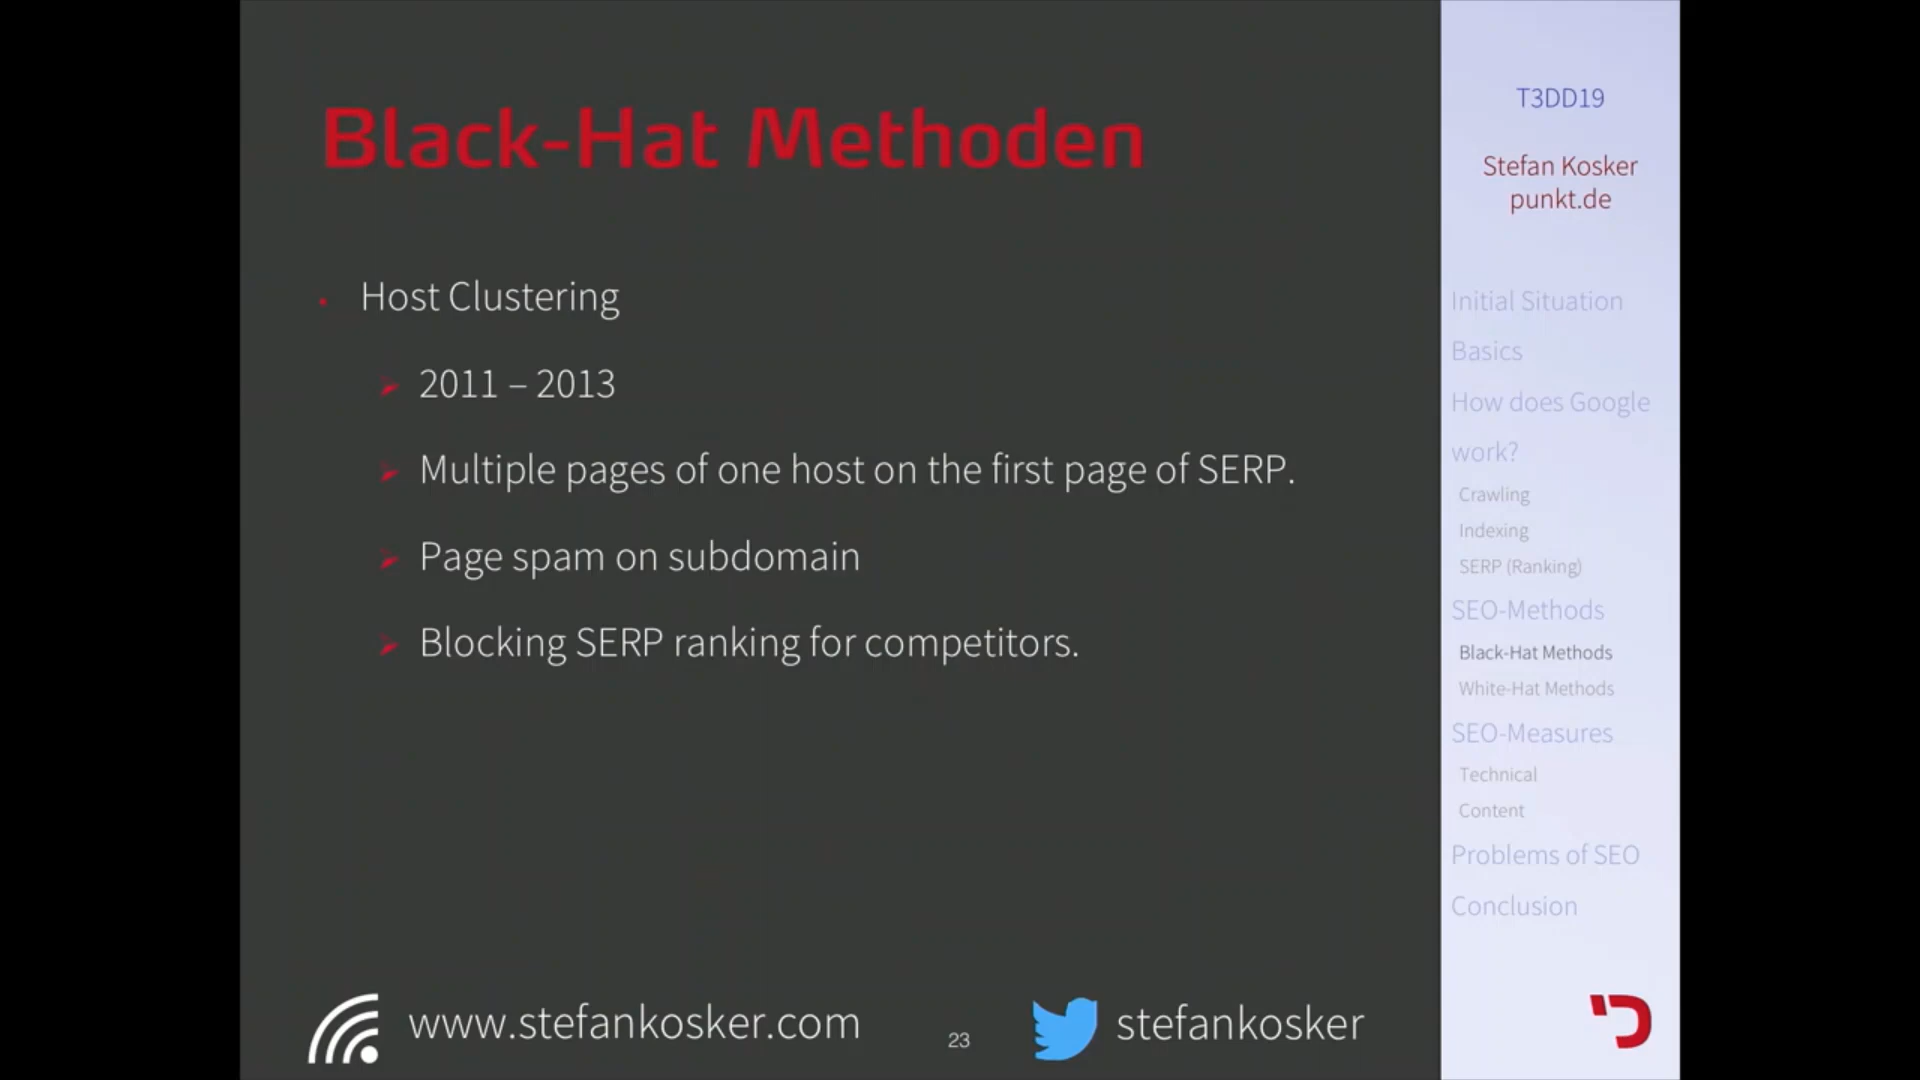 Black-Hat Methoden
Host Clustering
2011 – 2013
Multiple pages of one host on the first page of SERP.
Page spam on subdomain
Blocking SERP ranking for competitors.
www.stefankosker.com
23
stefankosker
T3DD19
Stefan Kosker
punkt.de
Initial Situation
Basics
How does Google
work?
Crawling
Indexing
SERP (Ranking)
SEO-Methods
Black-Hat Methods
White-Hat Methods
SEO-Measures
Technical
Content
Problems of SEO
Conclusion